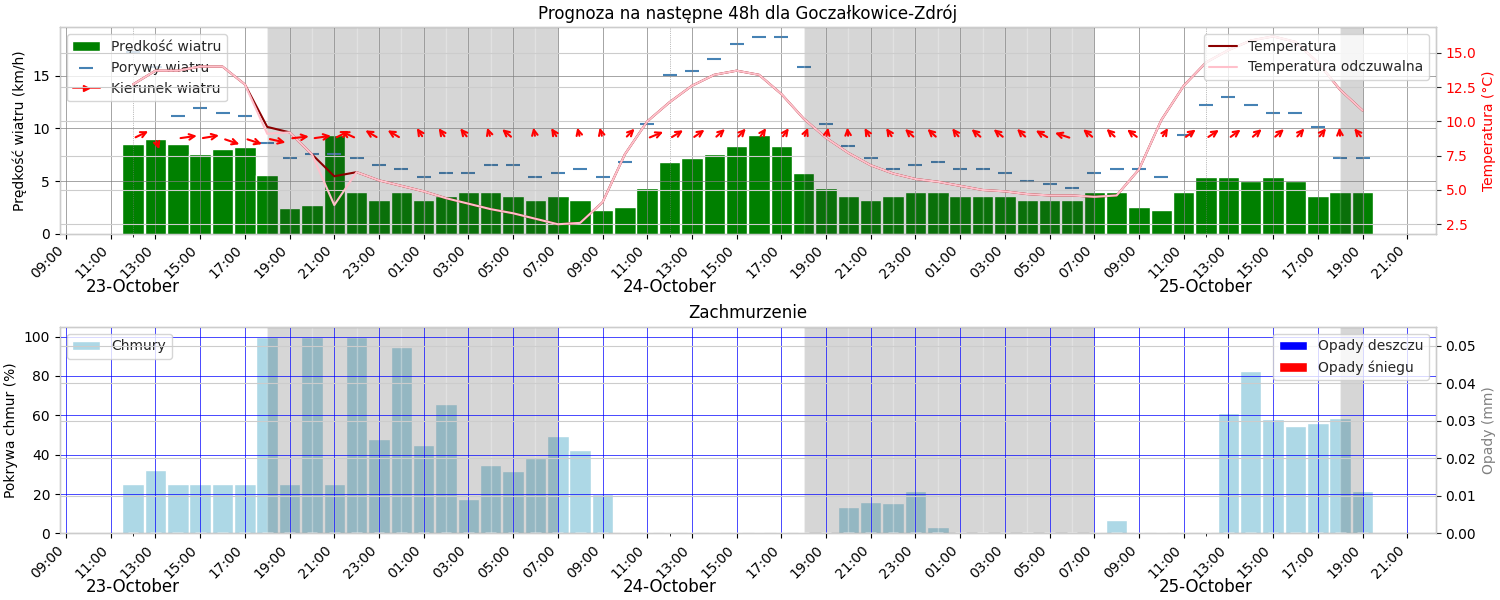 Prognoza na następne 48h dla Goczałkowice-Zdrój
Prędkość wiatru (km/h)
Prędkość wiatru
Porywy wiatru
Kierunek wiatru
Temperatura
Temperatura odczuwalna
15
10
5
0
15.0
12.5
10.0
7.5
5.0
2.5
Temperatura (°C)
09:00 11:00 13:00 15:00 17:00 19:00 21:00 23:00 01:00 03:00 05:00 07:00 09:00 11:00 13:00 15:00 17:00 19:00 21:00 23:00 01:00 03:00 05:00 07:00 09:00 11:00 13:00 15:00 17:00 19:00 21:00
23-October 24-October 25-October
Zachmurzenie
Pokrywa chmur (%)
Chmury
Opady deszczu
Opady śniegu
100
80
60
40
20
0
0.05
0.04
0.03
0.02
0.01
0.00
Opady (mm)
09:00 11:00 13:00 15:00 17:00 19:00 21:00 23:00 01:00 03:00 05:00 07:00 09:00 11:00 13:00 15:00 17:00 19:00 21:00 23:00 01:00 03:00 05:00 07:00 09:00 11:00 13:00 15:00 17:00 19:00 21:00
23-October 24-October 25-October